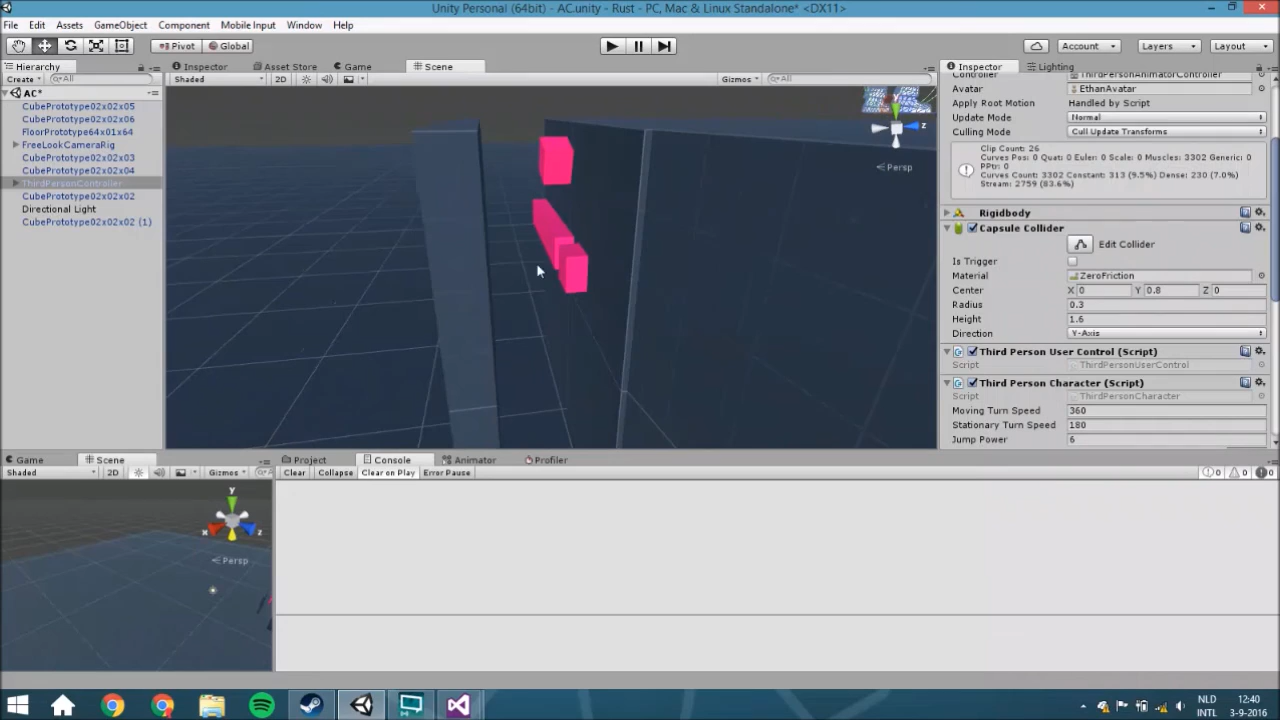 Unity Personal (64bit) - AC.unity - Rust - PC, Mac & Linux Standalone* <DX11>
File Edit Assets GameObject Component Mobile Input Window Help
Pivot Global Account Layers Layout
Hierarchy Inspector Asset Store Game Scene Inspector Lighting
Create All Shaded 2D Gizmos All
AC*
CubePrototype02x02x05
CubePrototype02x02x06
FloorPrototype64x01x64
FreeLookCameraRig
CubePrototype02x02x03
CubePrototype02x02x04
ThirdPersonController
CubePrototype02x02x02
Directional Light
CubePrototype02x02x02 (1)
y
z
Persp
Controller ThirdPersonAnimatorController
Avatar EthanAvatar
Apply Root Motion Handled by Script
Update Mode Normal
Culling Mode Cull Update Transforms
Clip Count: 26
Curves Pos: 0 Quat: 0 Euler: 0 Scale: 0 Muscles: 3302 Generic: 0
PPtr: 0
Curves Count: 3302 Constant: 313 (9.5%) Dense: 230 (7.0%)
Stream: 2759 (83.6%)
Rigidbody
Capsule Collider
Edit Collider
Is Trigger
Material ZeroFriction
Center X 0 Y 0.8 Z 0
Radius 0.3
Height 1.6
Direction Y-Axis
Third Person User Control (Script)
Script ThirdPersonUserControl
Third Person Character (Script)
Script ThirdPersonCharacter
Moving Turn Speed 360
Stationary Turn Speed 180
Jump Power 6
Game Scene Project Console Animator Profiler
Shaded 2D Gizmos Clear Collapse Clear on Play Error Pause 0 0 0
y
x z
Persp
NLD 12:40
INTL 3-9-2016